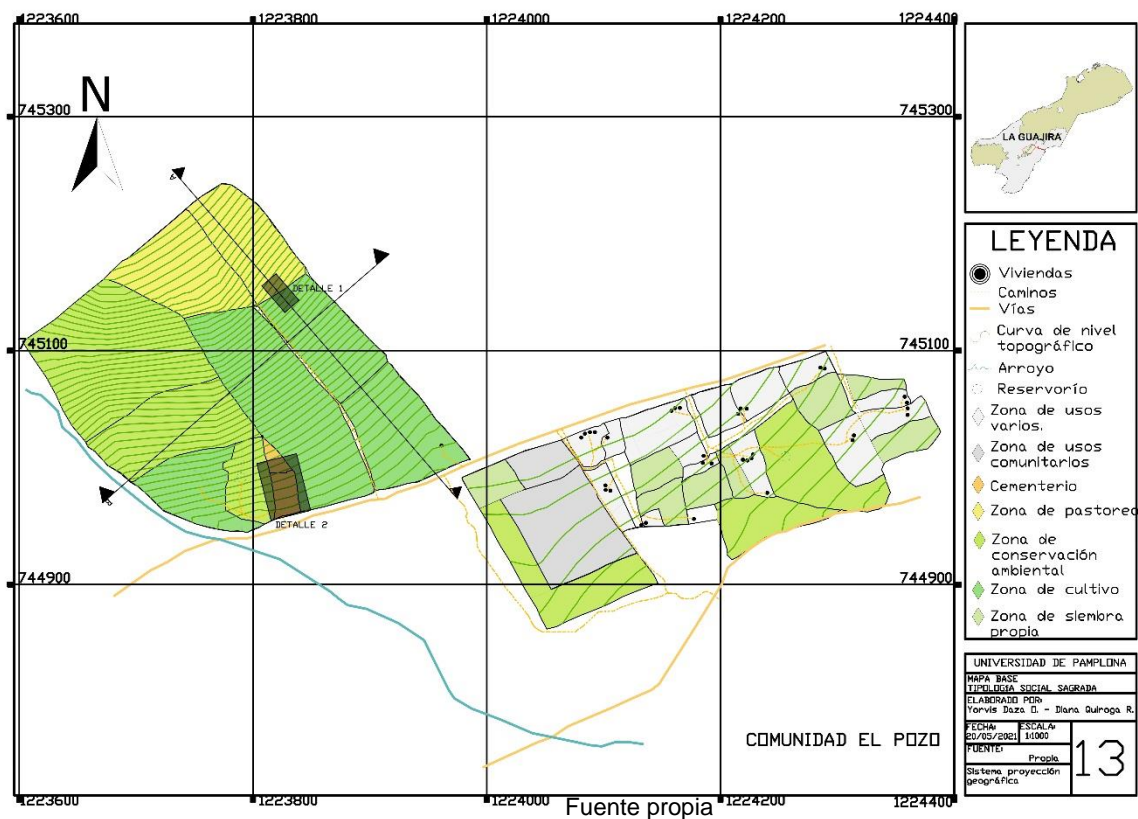 1223600 1223800 1224000 1224200 1224400
N
745300 745300
745100 745100
744900 744900
DETALLE 1
DETALLE 2
COMUNIDAD EL POZO
1223600 1223800 1224000 1224200 1224400
Fuente propia
LA GUAJIRA
LEYENDA
Viviendas
Caminos
Vías
Curva de nivel
topográfico
Arroyo
Reservorío
Zona de usos
varios.
Zona de usos
comunitarios
Cementerio
Zona de pastoreo
Zona de
conservación
ambiental
Zona de cultivo
Zona de siembra
propia
UNIVERSIDAD DE PAMPLONA
MAPA BASE
TIPOLOGIA SOCIAL SAGRADA
ELABORADO POR:
Yorvis Daza O. - Diana Quiroga R.
FECHA: ESCALA:
20/05/2021 1:1000
FUENTE:
Propia
Sistema proyección
geográfica
13